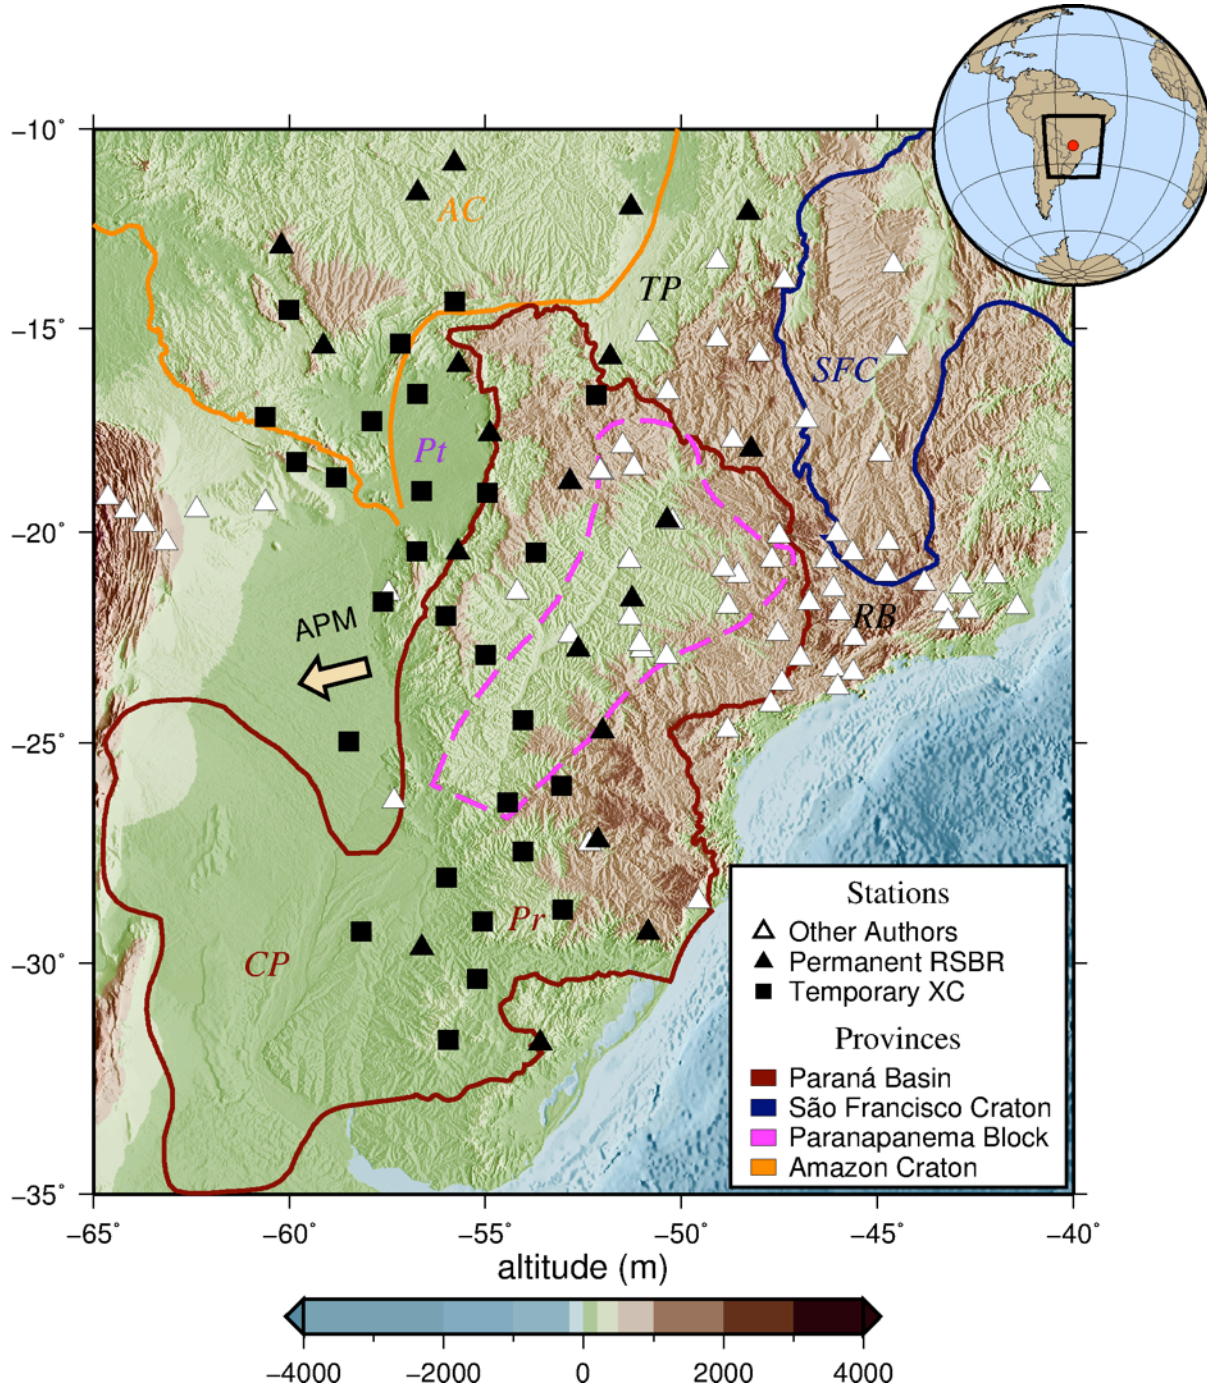 −10°
−15°
−20°
−25°
−30°
−35°
AC
TP
SFC
Pt
RB
APM
Pr
CP
Stations
Other Authors
Permanent RSBR
Temporary XC
Provinces
Paraná Basin
São Francisco Craton
Paranapanema Block
Amazon Craton
−65° −60° −55° −50° −45° −40°
altitude (m)
−4000 −2000 0 2000 4000